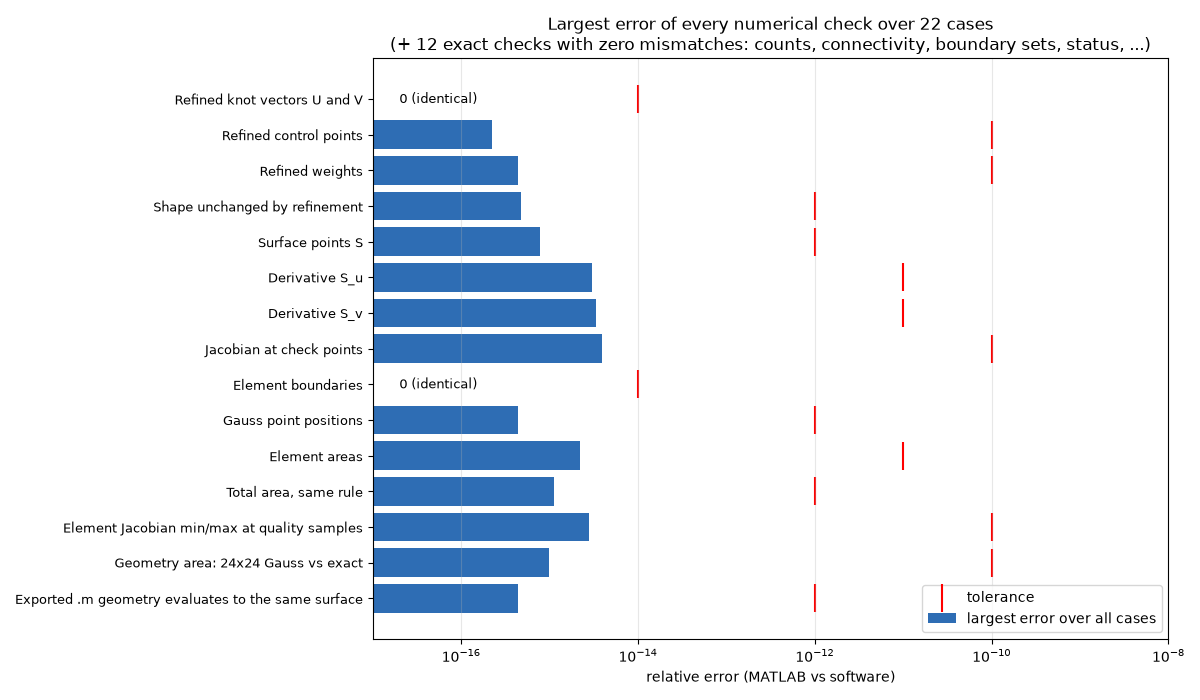 Largest error of every numerical check over 22 cases
(+ 12 exact checks with zero mismatches: counts, connectivity, boundary sets, status, ...)
Refined knot vectors U and V
0 (identical)
Refined control points
Refined weights
Shape unchanged by refinement
Surface points S
Derivative S_u
Derivative S_v
Jacobian at check points
Element boundaries
0 (identical)
Gauss point positions
Element areas
Total area, same rule
Element Jacobian min/max at quality samples
Geometry area: 24x24 Gauss vs exact
Exported .m geometry evaluates to the same surface
tolerance
largest error over all cases
10⁻¹⁶ 10⁻¹⁴ 10⁻¹² 10⁻¹⁰ 10⁻⁸
relative error (MATLAB vs software)